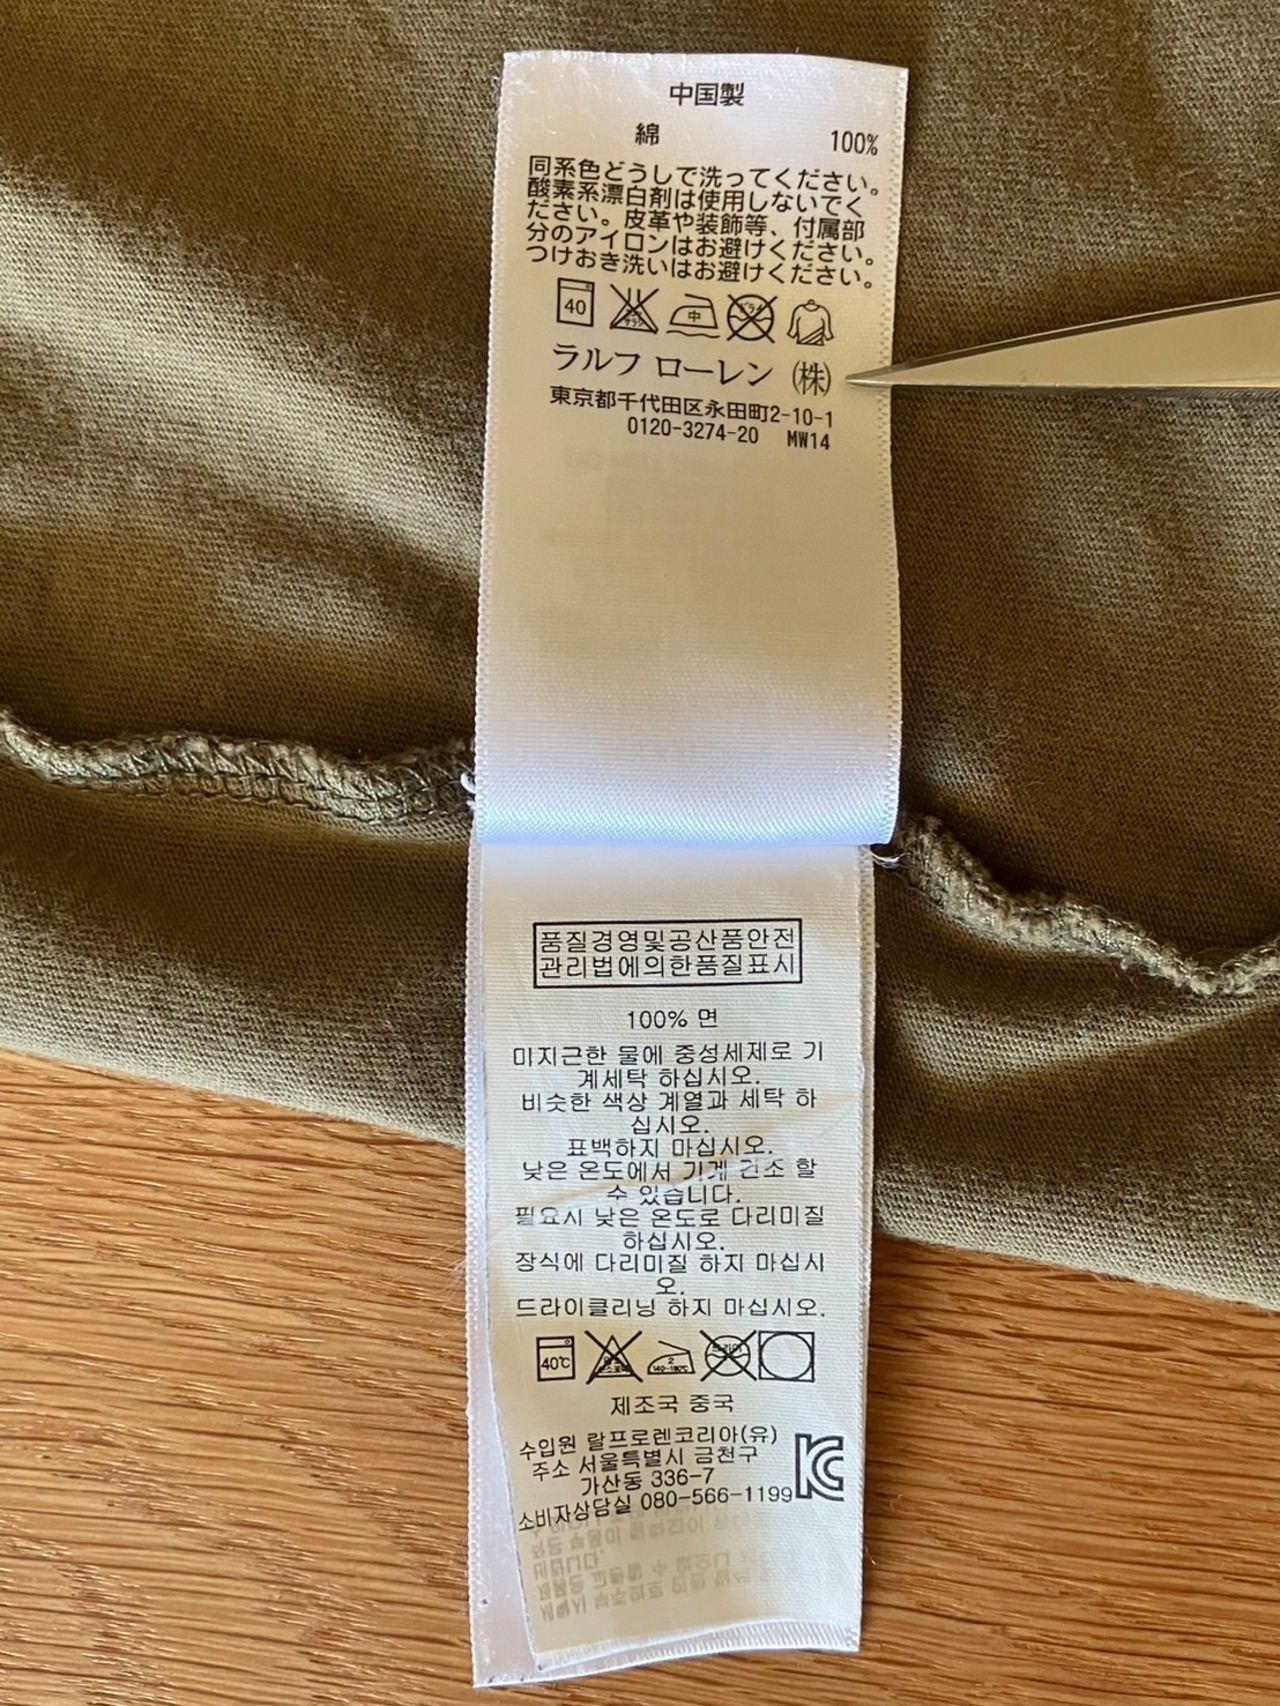 中国製
綿 100%
同系色どうしで洗ってください。
酸素系漂白剤は使用しないでく
ださい。皮革や装飾等、付属部
分のアイロンはお避けください。
つけおき洗いはお避けください。
40 中
ラルフ ローレン ㈱
東京都千代田区永田町2-10-1
0120-3274-20 MW14
품질경영및공산품안전
관리법에의한품질표시
100% 면
미지근한 물에 중성세제로 기
계세탁 하십시오.
비슷한 색상 계열과 세탁 하
십시오.
표백하지 마십시오.
낮은 온도에서 기계 건조 할
수 있습니다.
필요시 낮은 온도로 다리미질
하십시오.
장식에 다리미질 하지 마십시
오.
드라이클리닝 하지 마십시오.
40℃ 2
제조국 중국
수입원 랄프로렌코리아(유)
주소 서울특별시 금천구
가산동 336-7
소비자상담실 080-566-1199